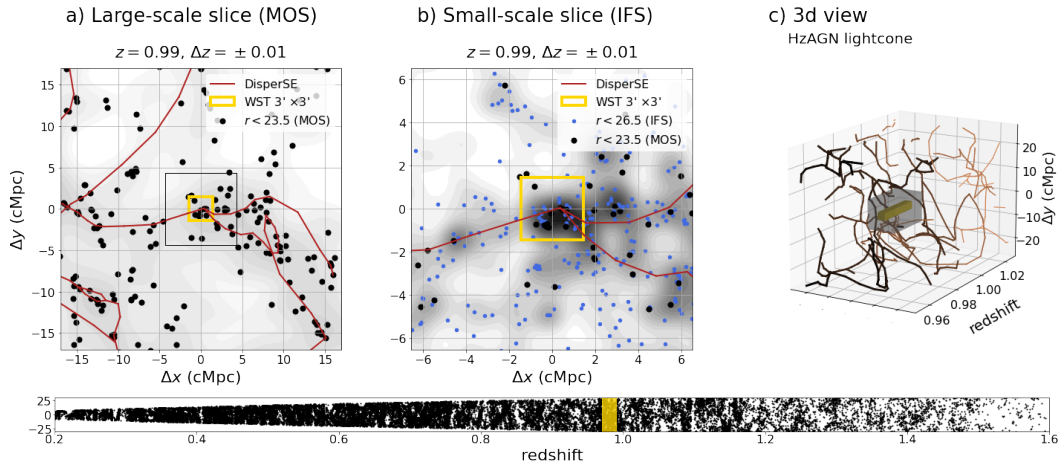 a) Large-scale slice (MOS)
z = 0.99, Δz = ±0.01
DisperSE
WST 3' ×3'
r < 23.5 (MOS)
15
10
5
0
−5
−10
−15
Δy (cMpc)
−15 −10 −5 0 5 10 15
Δx (cMpc)
b) Small-scale slice (IFS)
z = 0.99, Δz = ±0.01
DisperSE
WST 3' ×3'
r < 26.5 (IFS)
r < 23.5 (MOS)
6
4
2
0
−2
−4
−6
−6 −4 −2 0 2 4 6
Δx (cMpc)
c) 3d view
HzAGN lightcone
20
10
0
−10
−20
Δy (cMpc)
0.96 0.98 1.00 1.02
redshift
25
0
−25
0.2 0.4 0.6 0.8 1.0 1.2 1.4 1.6
redshift